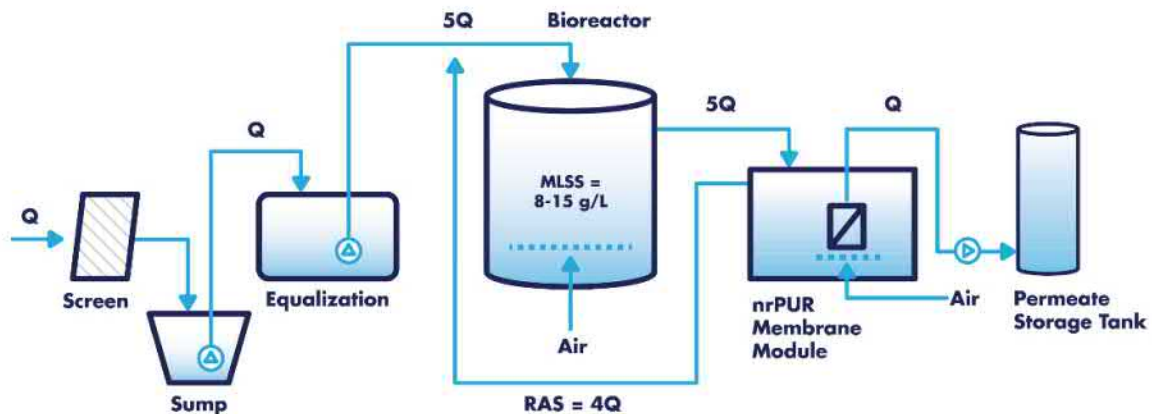 5Q
Bioreactor
Q
5Q
Q
Q
MLSS =
8-15 g/L
Screen
Equalization
Sump
Air
RAS = 4Q
nrPUR
Membrane
Module
Air
Permeate
Storage Tank